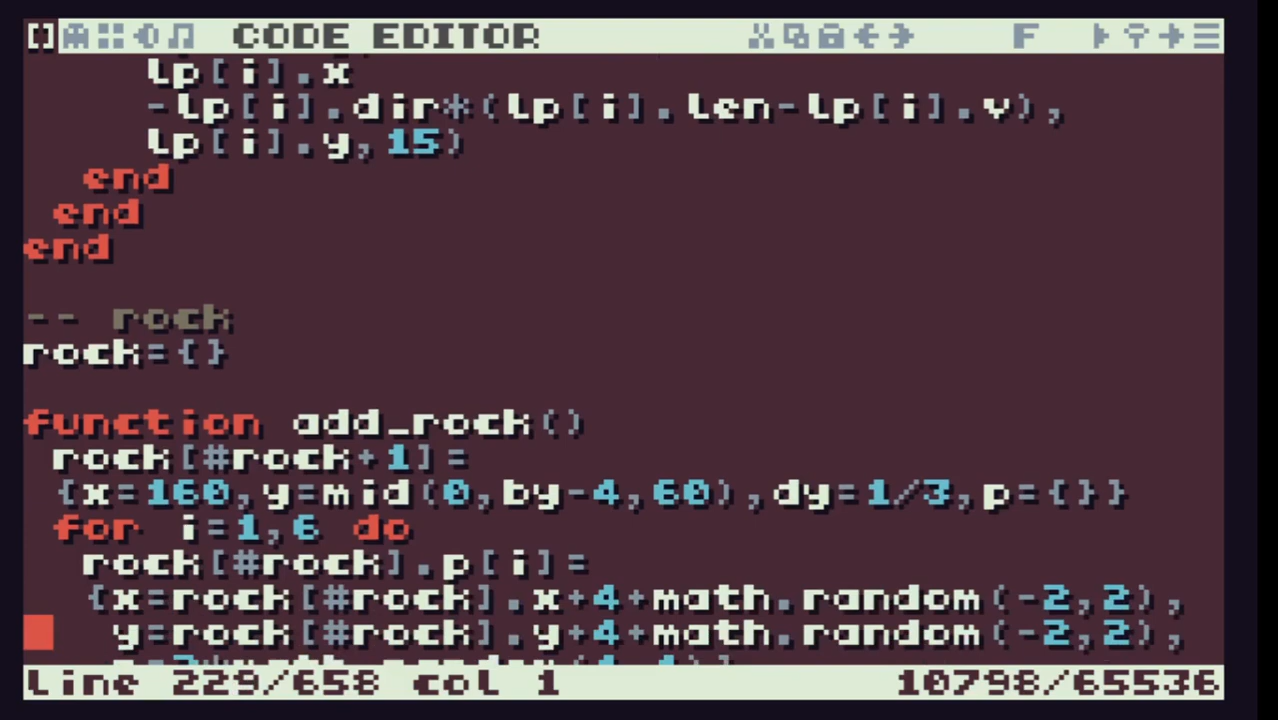 CODE EDITOR F
lp[i].x
-lp[i].dir*(lp[i].len-lp[i].v),
lp[i].y,15)
end
end
end
-- rock
rock={}
function add_rock()
rock[#rock+1]=
{x=160,y=mid(0,by-4,60),dy=1/3,p={}}
for i=1,6 do
rock[#rock].p[i]=
{x=rock[#rock].x+4+math.random(-2,2),
y=rock[#rock].y+4+math.random(-2,2),
line 229/658 col 1 10798/65536